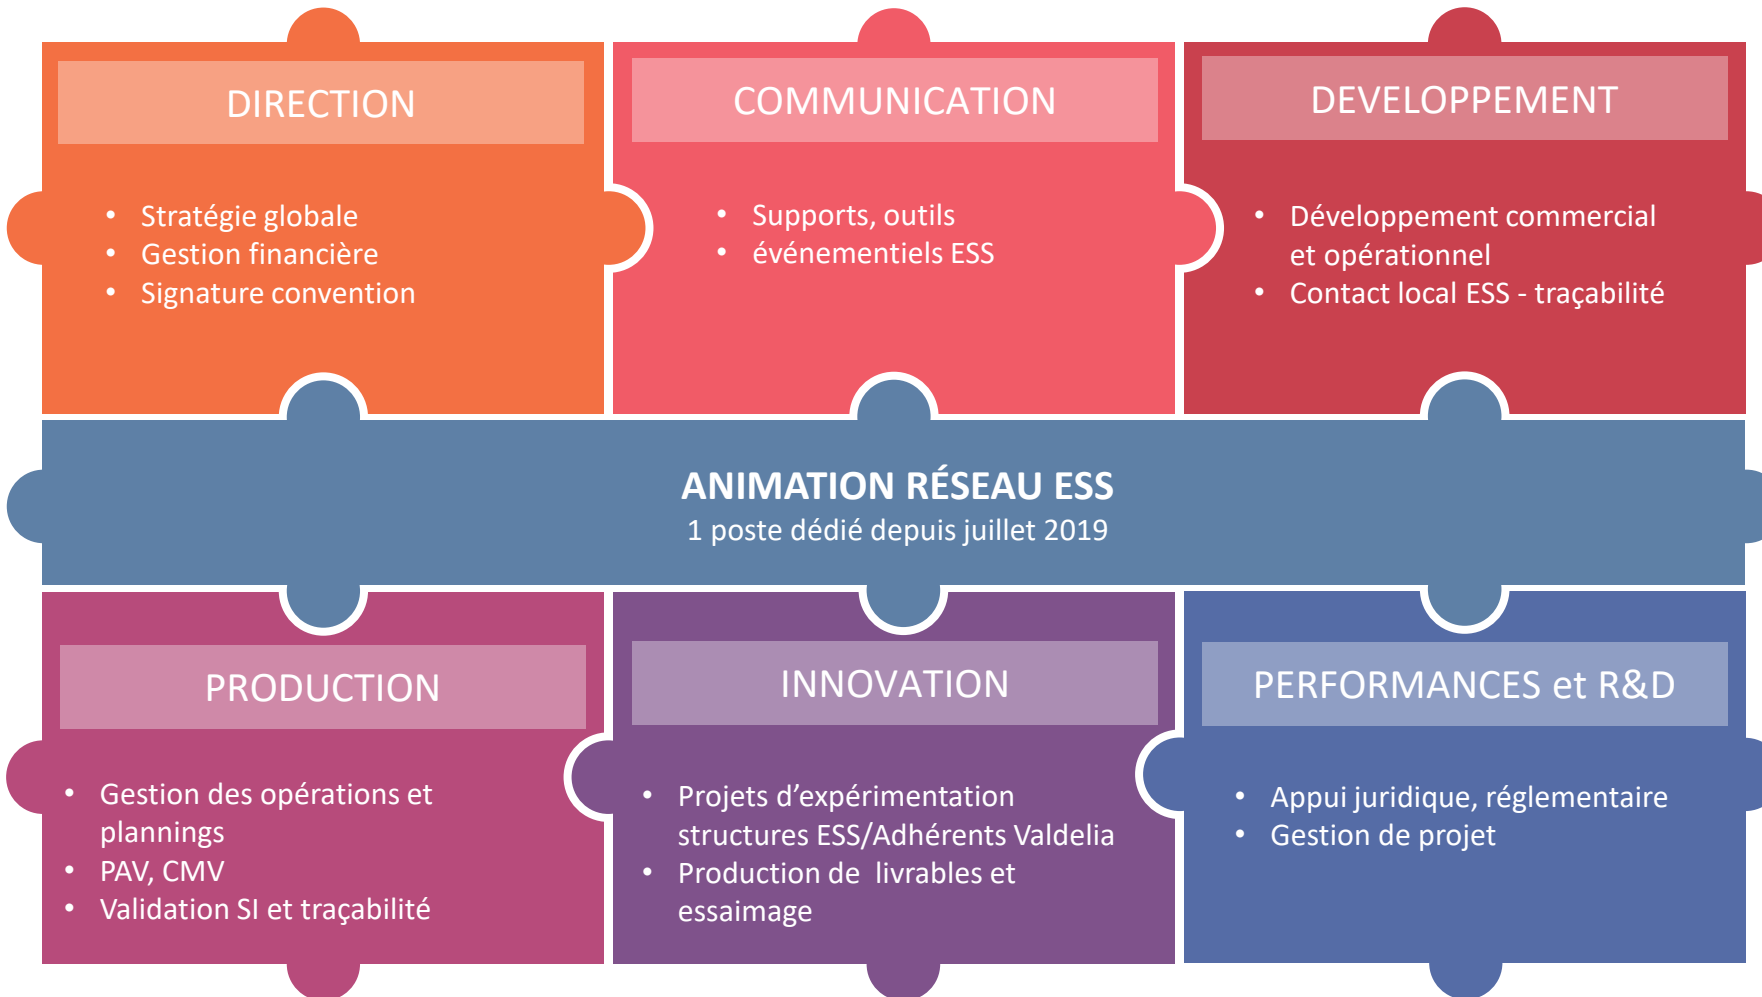 DIRECTION
• Stratégie globale
• Gestion financière
• Signature convention
COMMUNICATION
• Supports, outils
• événementiels ESS
DEVELOPPEMENT
• Développement commercial
et opérationnel
• Contact local ESS - traçabilité
ANIMATION RÉSEAU ESS
1 poste dédié depuis juillet 2019
PRODUCTION
• Gestion des opérations et
plannings
• PAV, CMV
• Validation SI et traçabilité
INNOVATION
• Projets d’expérimentation
structures ESS/Adhérents Valdelia
• Production de livrables et
essaimage
PERFORMANCES et R&D
• Appui juridique, réglementaire
• Gestion de projet